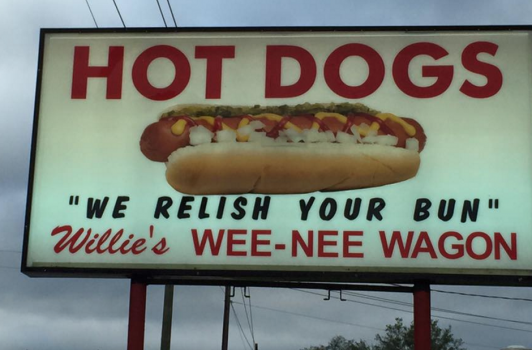 HOT DOGS
"WE RELISH YOUR BUN"
Willie's WEE-NEE WAGON